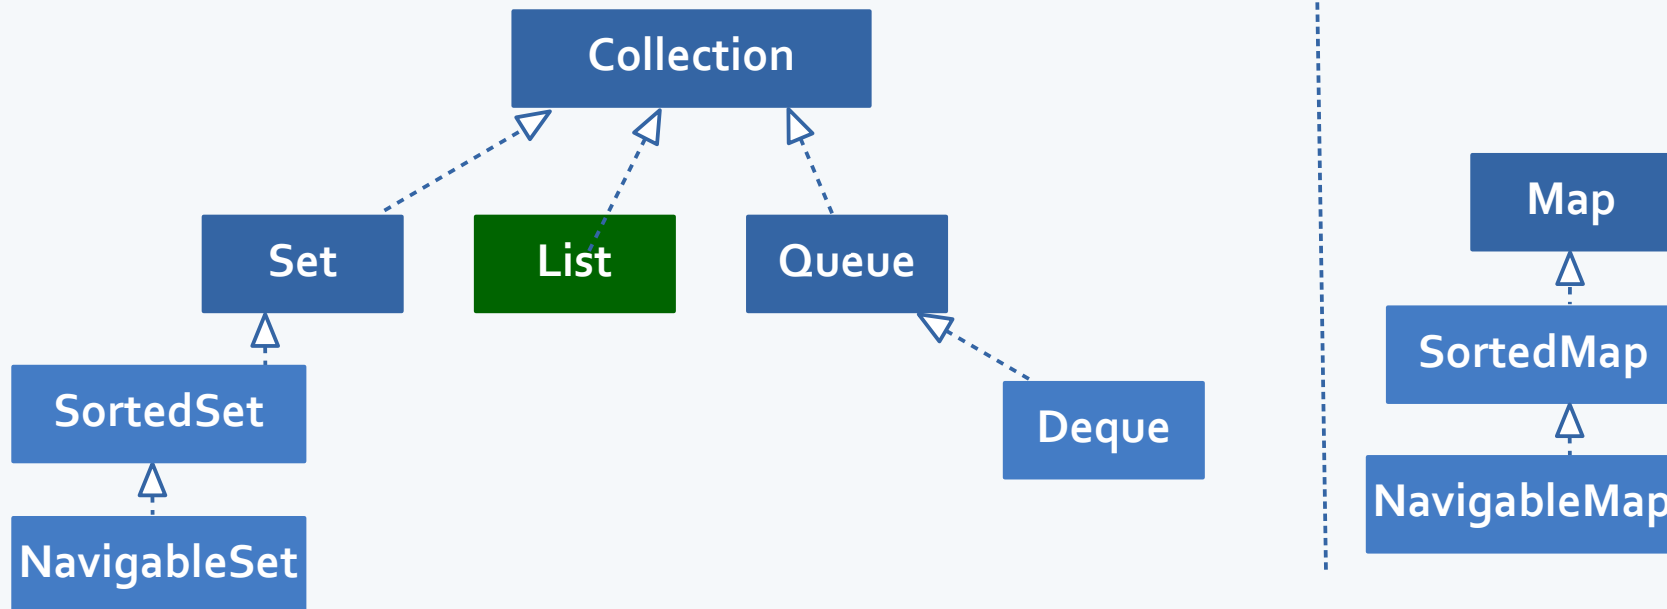 Collection
Set
List
Queue
SortedSet
Deque
NavigableSet
Map
SortedMap
NavigableMap